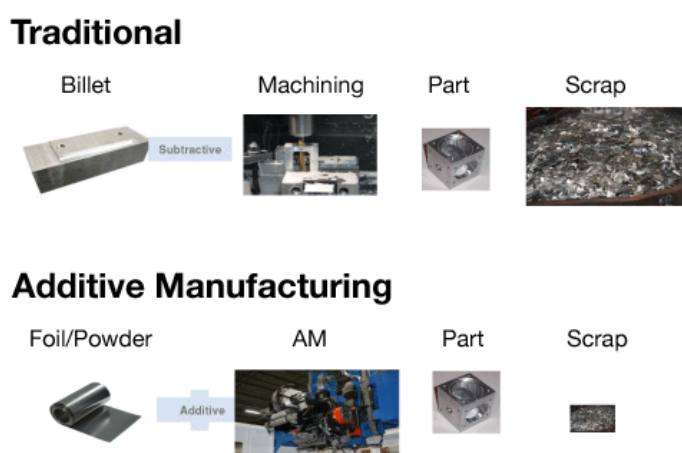 Traditional
Billet Machining Part Scrap
Subtractive
Additive Manufacturing
Foil/Powder AM Part Scrap
Additive